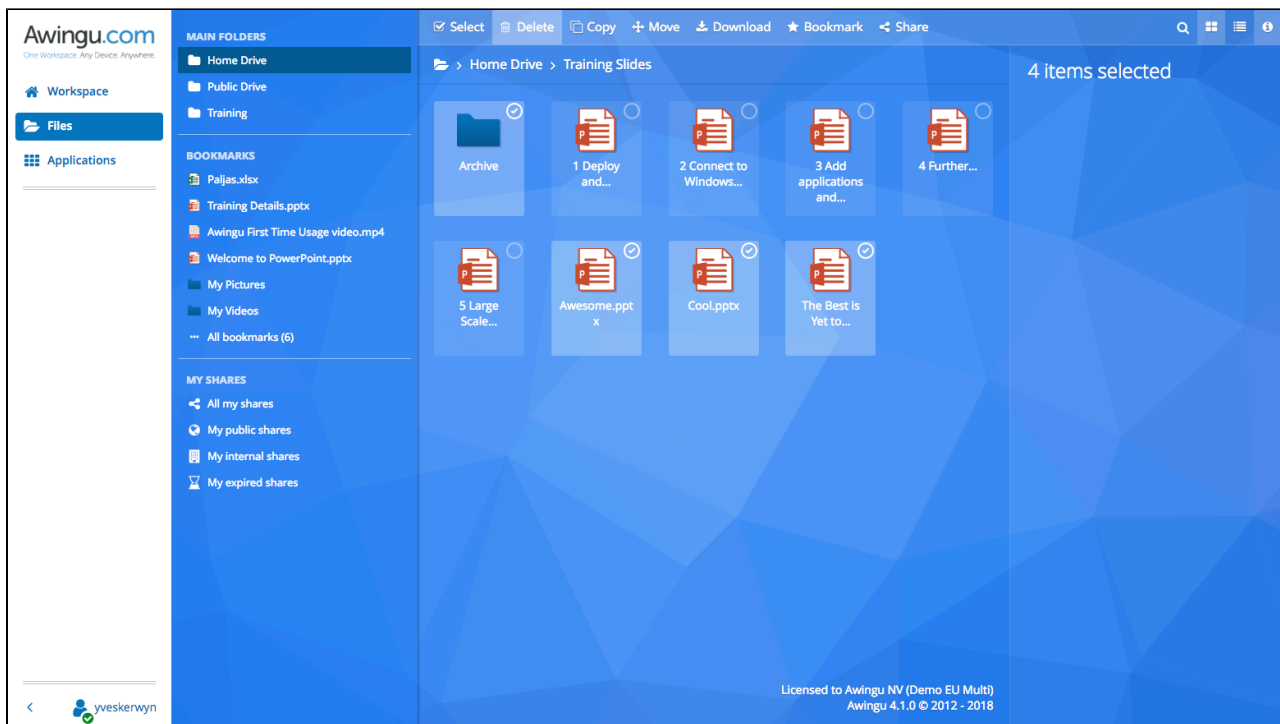 Awingu.com
One Workspace. Any Device. Anywhere.
Workspace
Files
Applications
yveskerwyn
MAIN FOLDERS
Home Drive
Public Drive
Training
BOOKMARKS
Paljas.xlsx
Training Details.pptx
Awingu First Time Usage video.mp4
Welcome to PowerPoint.pptx
My Pictures
My Videos
All bookmarks (6)
MY SHARES
All my shares
My public shares
My internal shares
My expired shares
Select Delete Copy Move Download Bookmark Share
> Home Drive > Training Slides
Archive
1 Deploy
and...
2 Connect to
Windows...
3 Add
applications
and...
4 Further...
5 Large
Scale...
Awesome.ppt
x
Cool.pptx
The Best is
Yet to...
4 items selected
Licensed to Awingu NV (Demo EU Multi)
Awingu 4.1.0 © 2012 - 2018